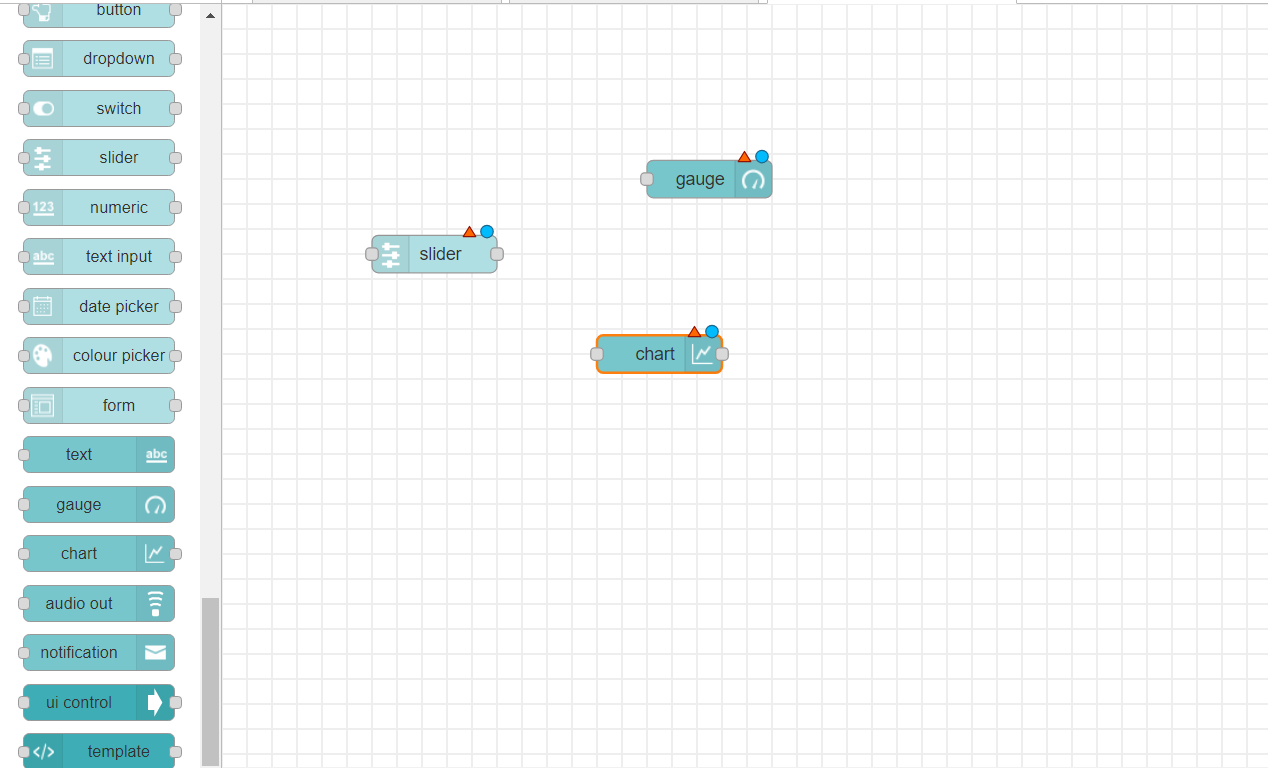 button
dropdown
switch
slider
123 numeric
abc text input
date picker
colour picker
form
text abc
gauge
chart
audio out
notification
ui control
</> template
gauge
slider
chart